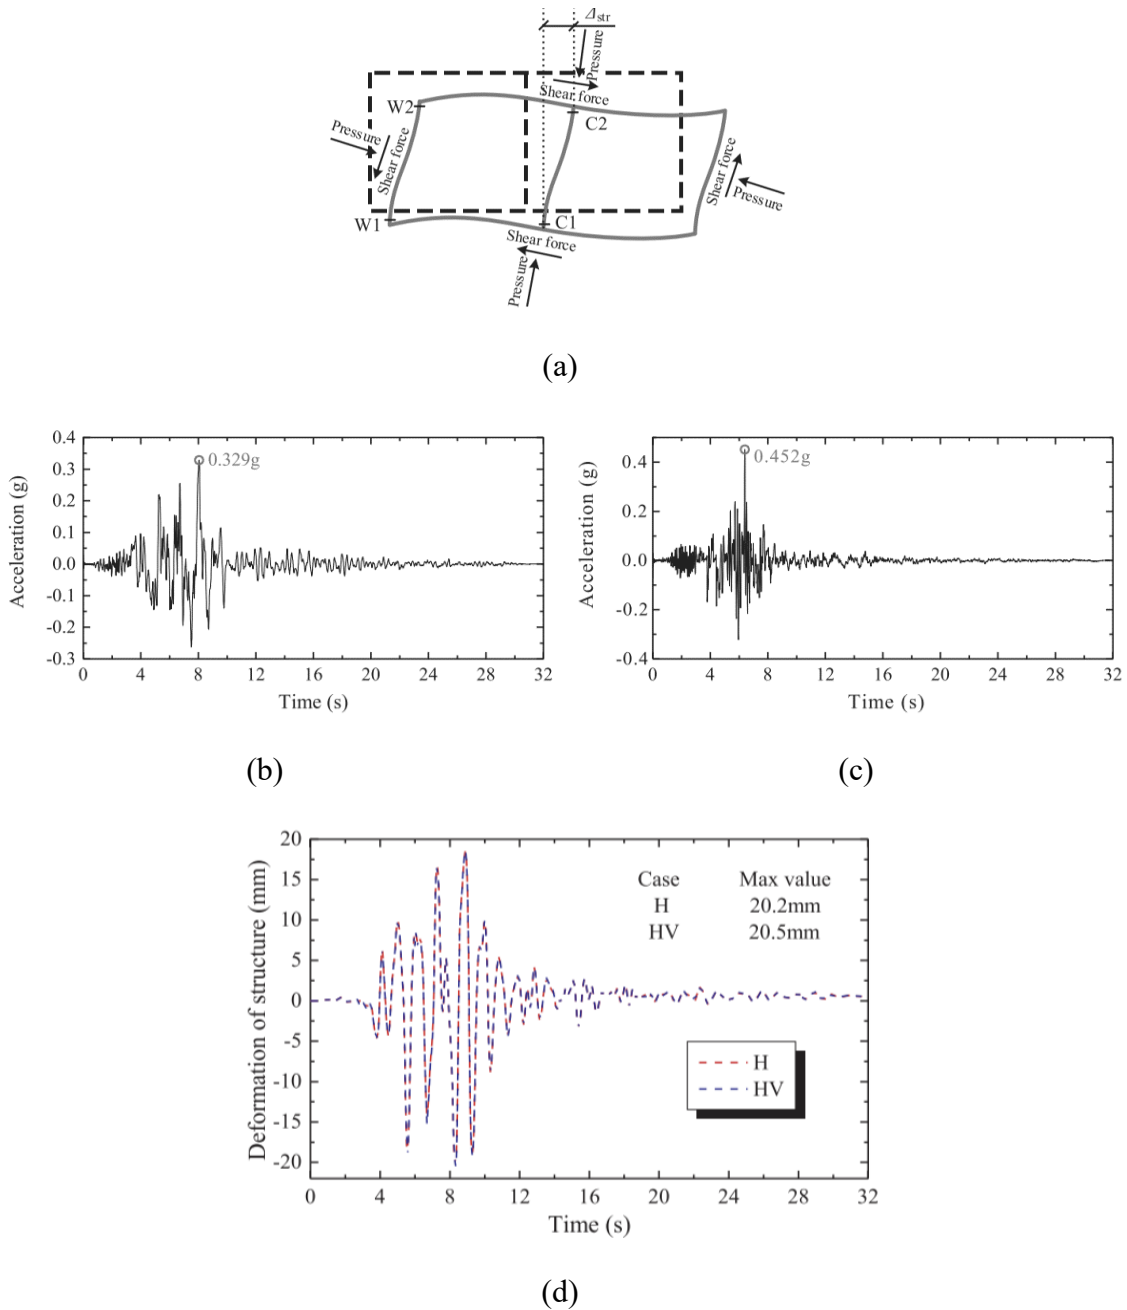 Δstr
Pressure
Shear force
W2
C2
Pressure
Shear force
Shear force
Pressure
W1
C1
Shear force
Pressure
(a)
0.4
0.3
0.2
0.1
0.0
-0.1
-0.2
-0.3
Acceleration (g)
0.329g
0 4 8 12 16 20 24 28 32
Time (s)
(b)
0.4
0.2
0.0
-0.2
-0.4
Acceleration (g)
0.452g
0 4 8 12 16 20 24 28 32
Time (s)
(c)
20
15
10
5
0
-5
-10
-15
-20
Deformation of structure (mm)
Case Max value
H 20.2mm
HV 20.5mm
H
HV
0 4 8 12 16 20 24 28 32
Time (s)
(d)